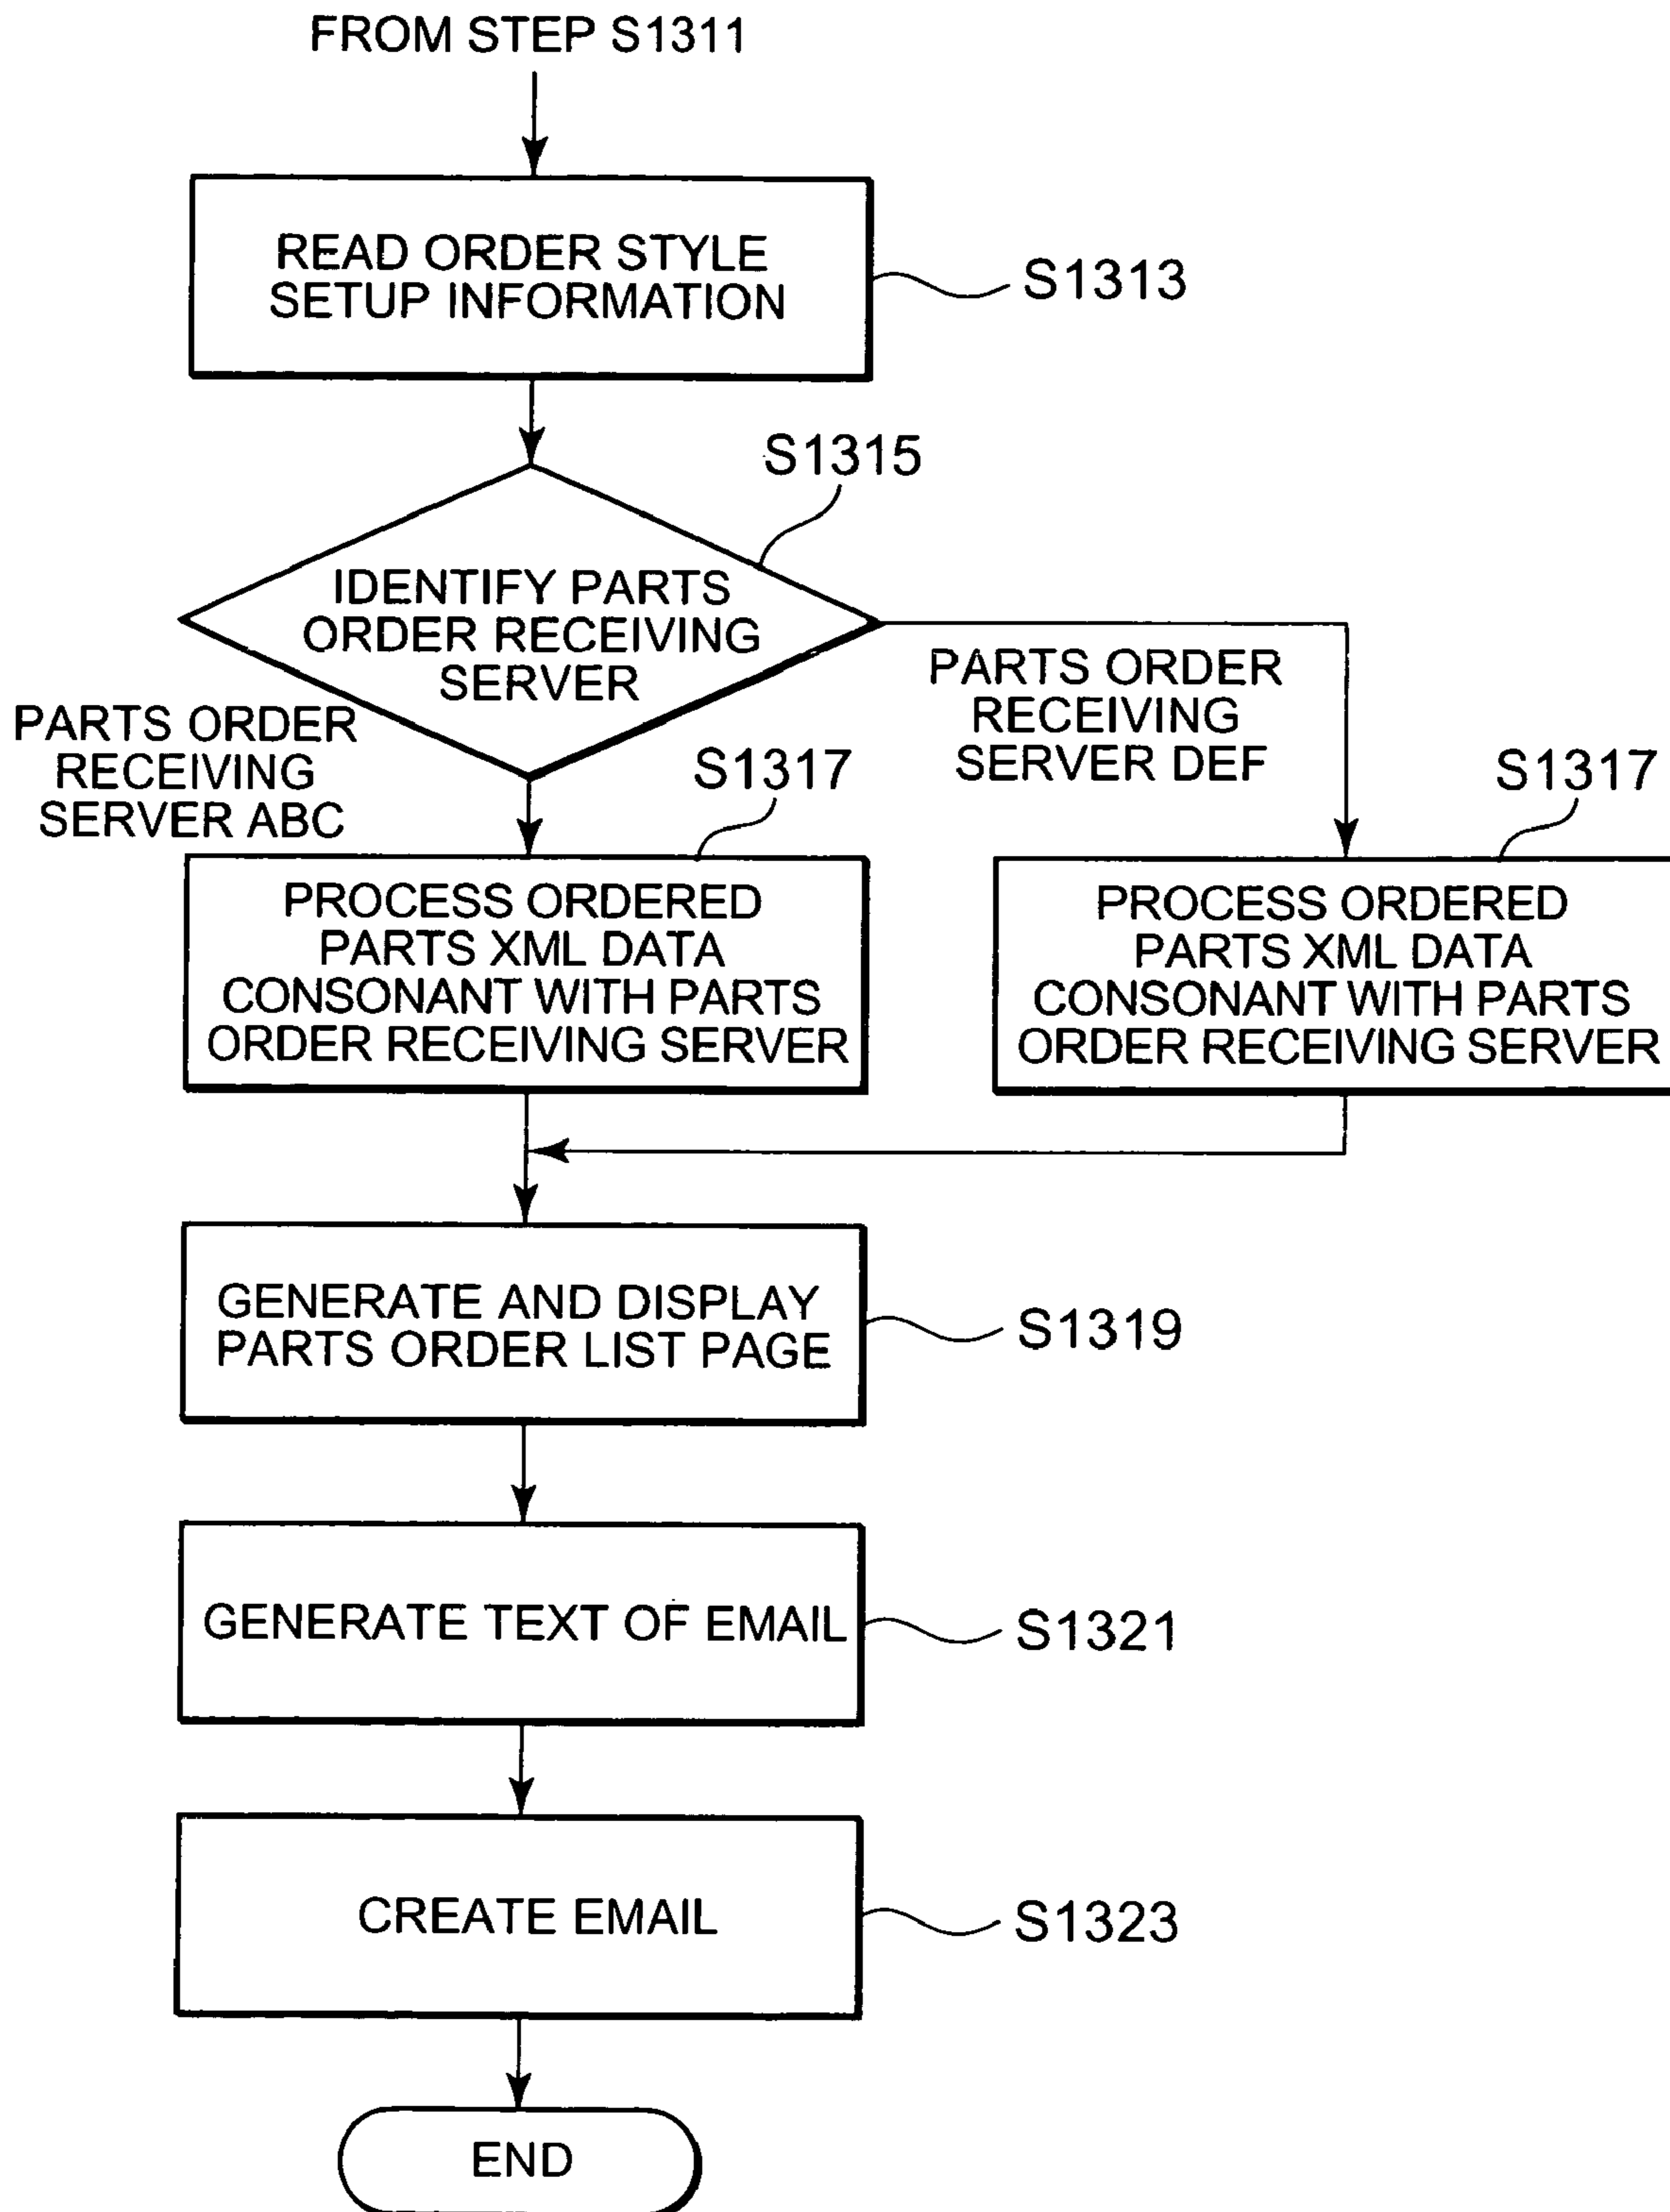 FROM STEP S1311
READ ORDER STYLE
SETUP INFORMATION
S1313
S1315
IDENTIFY PARTS
ORDER RECEIVING
SERVER
PARTS ORDER
RECEIVING
SERVER ABC
PARTS ORDER
RECEIVING
SERVER DEF
S1317
PROCESS ORDERED
PARTS XML DATA
CONSONANT WITH PARTS
ORDER RECEIVING SERVER
S1317
PROCESS ORDERED
PARTS XML DATA
CONSONANT WITH PARTS
ORDER RECEIVING SERVER
GENERATE AND DISPLAY
PARTS ORDER LIST PAGE
S1319
GENERATE TEXT OF EMAIL
S1321
CREATE EMAIL
S1323
END